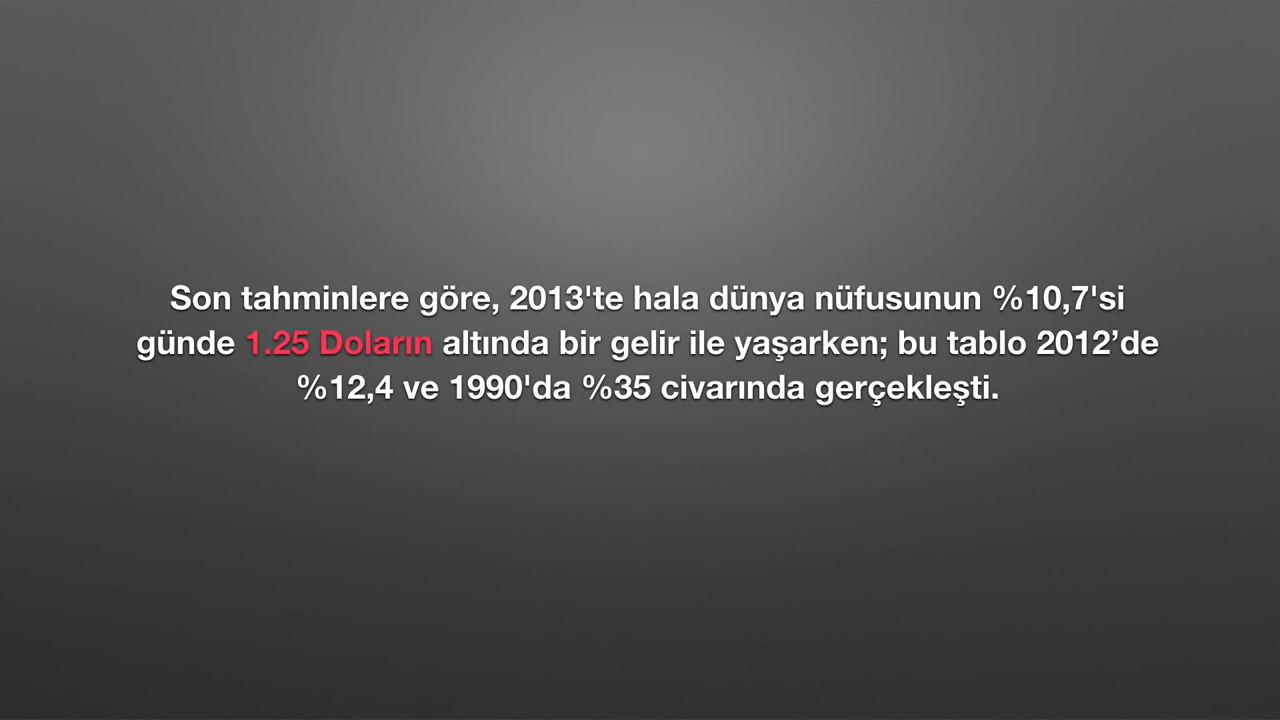 Son tahminlere göre, 2013'te hala dünya nüfusunun %10,7'si
günde 1.25 Doların altında bir gelir ile yaşarken; bu tablo 2012’de
%12,4 ve 1990'da %35 civarında gerçekleşti.